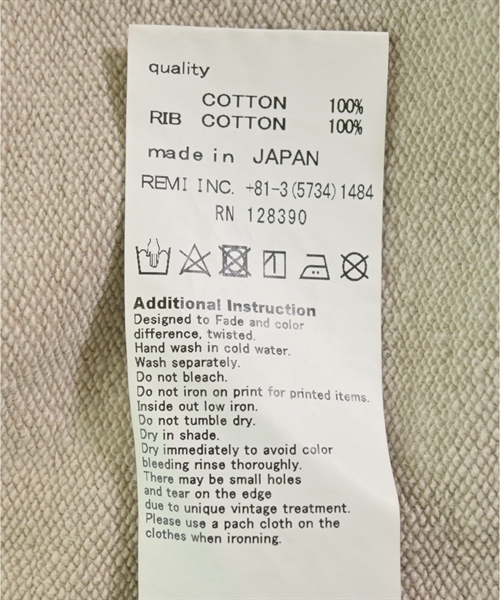 quality
COTTON 100%
RIB COTTON 100%
made in JAPAN
REMI INC. +81-3(5734)1484
RN 128390
Additional Instruction
Designed to Fade and color
difference, twisted.
Hand wash in cold water.
Wash separately.
Do not bleach.
Do not iron on print for printed items.
Inside out low iron.
Do not tumble dry.
Dry in shade.
Dry immediately to avoid color
bleeding rinse thoroughly.
There may be small holes
and tear on the edge
due to unique vintage treatment.
Please use a pach cloth on the
clothes when ironning.